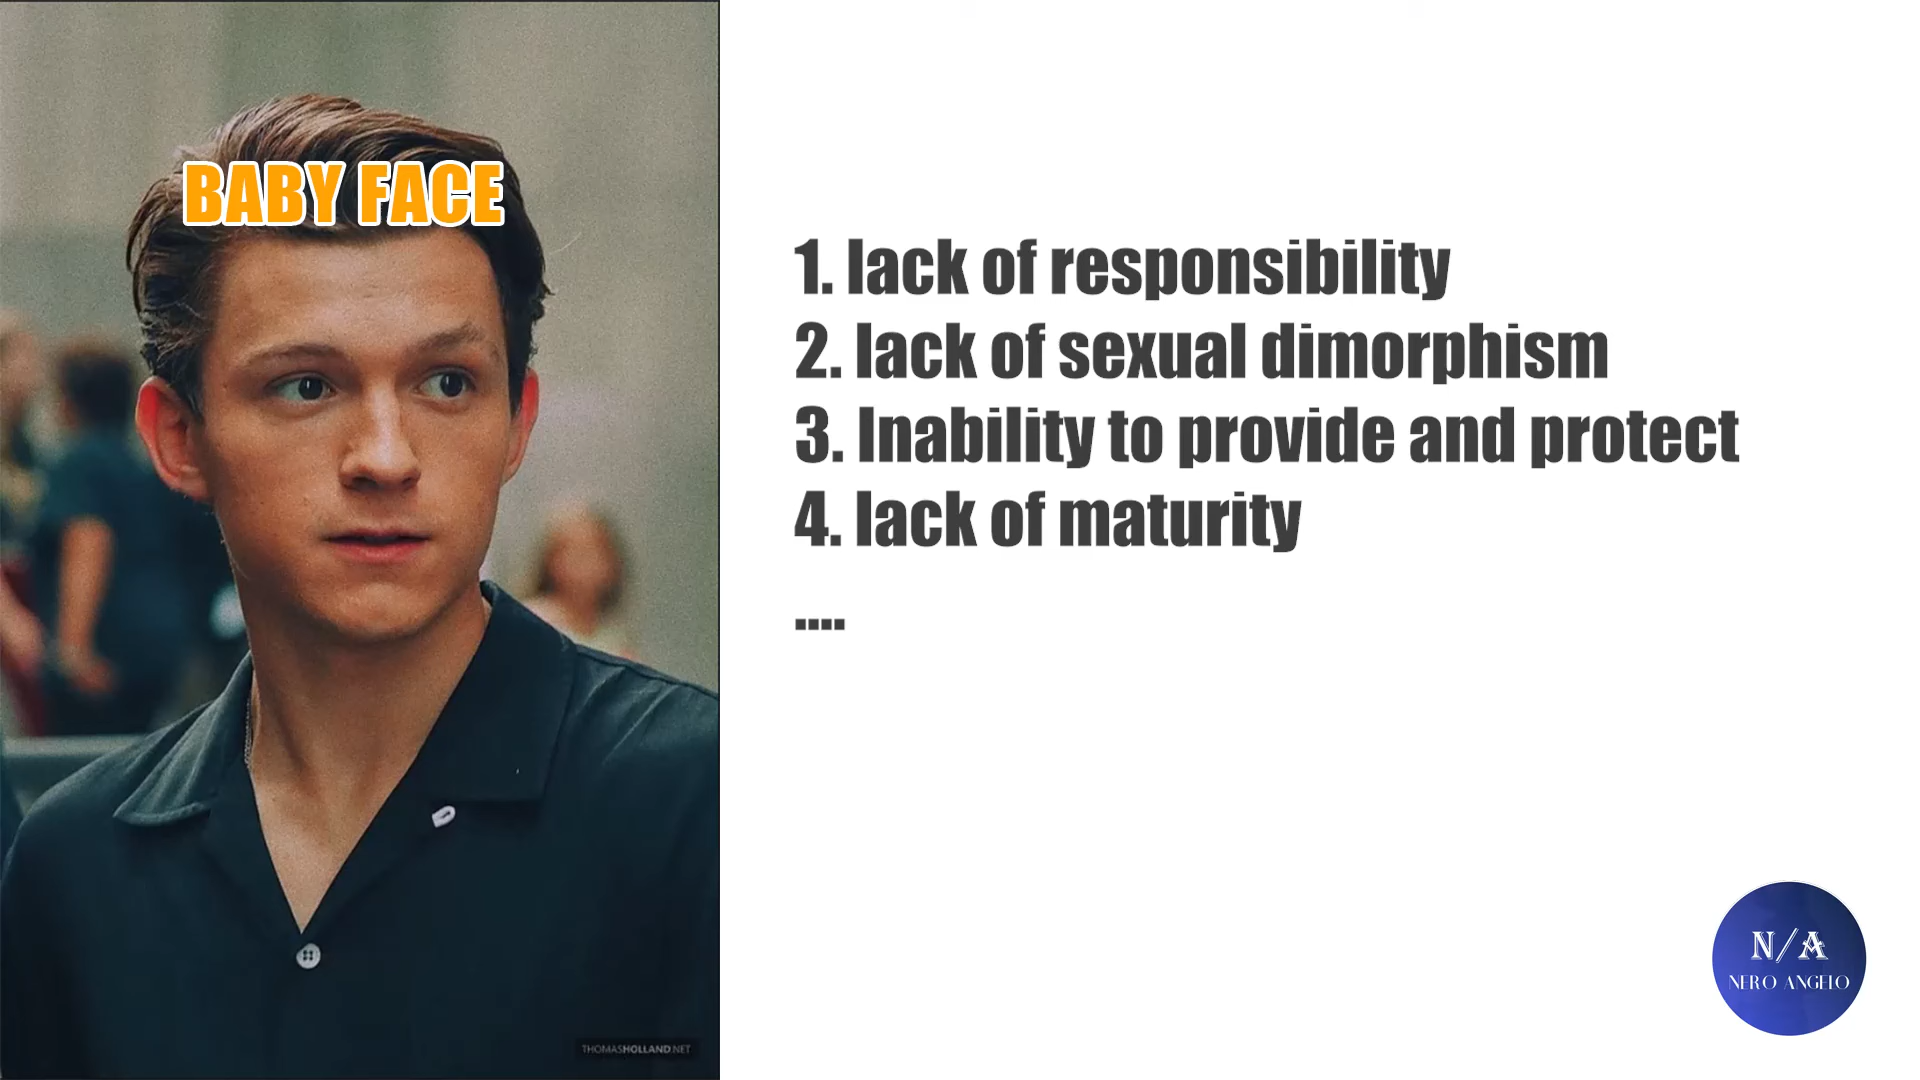 BABY FACE
1. lack of responsibility
2. lack of sexual dimorphism
3. Inability to provide and protect
4. lack of maturity
....
THOMASHOLLAND.NET
N/A
NERO ANGELO